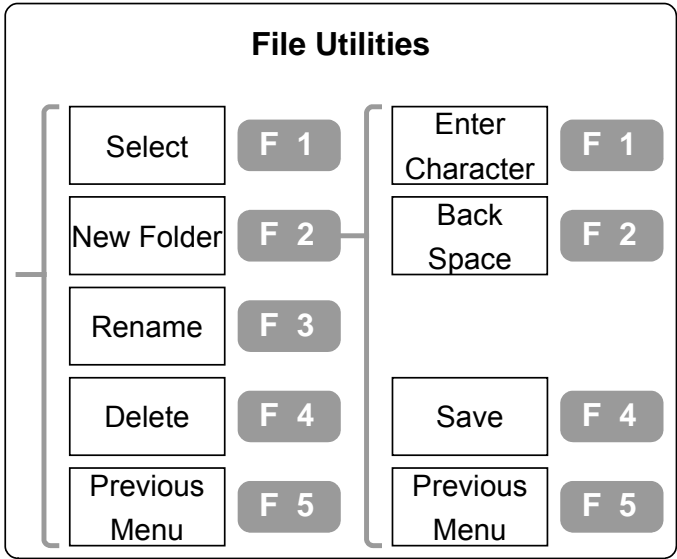 File Utilities
Select F 1
New Folder F 2
Rename F 3
Delete F 4
Previous
Menu F 5
Enter
Character F 1
Back
Space F 2
Save F 4
Previous
Menu F 5